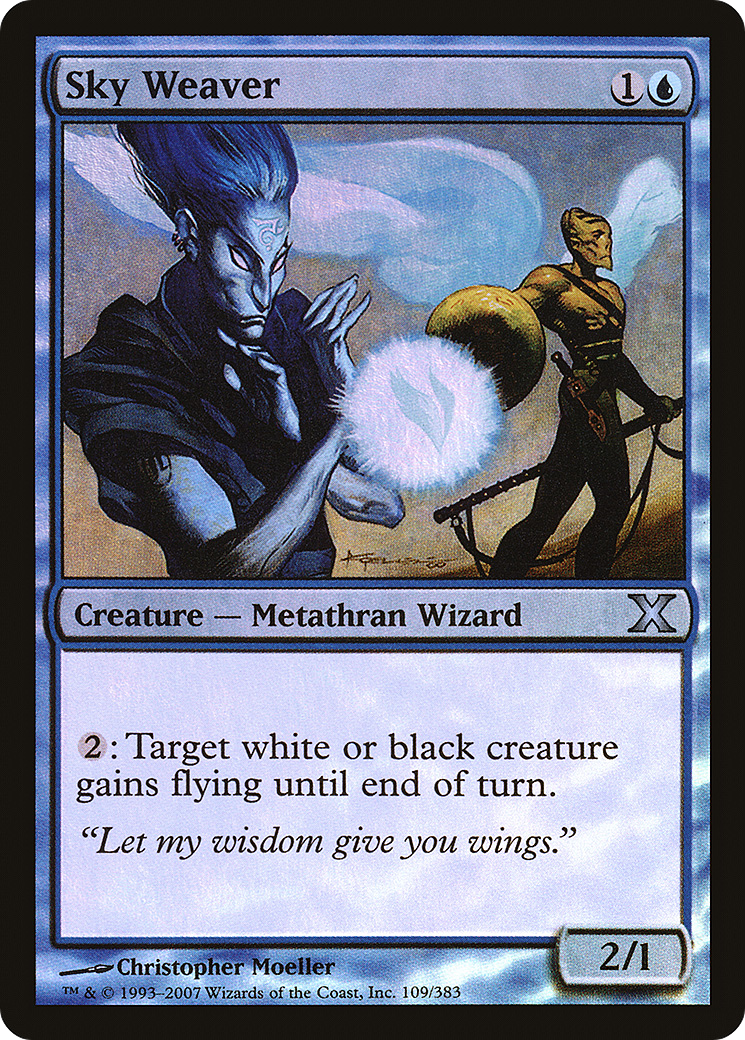 Sky Weaver 1
Creature — Metathran Wizard X
2: Target white or black creature
gains flying until end of turn.
“Let my wisdom give you wings.”
2/1
Christopher Moeller
™ & © 1993–2007 Wizards of the Coast, Inc. 109/383